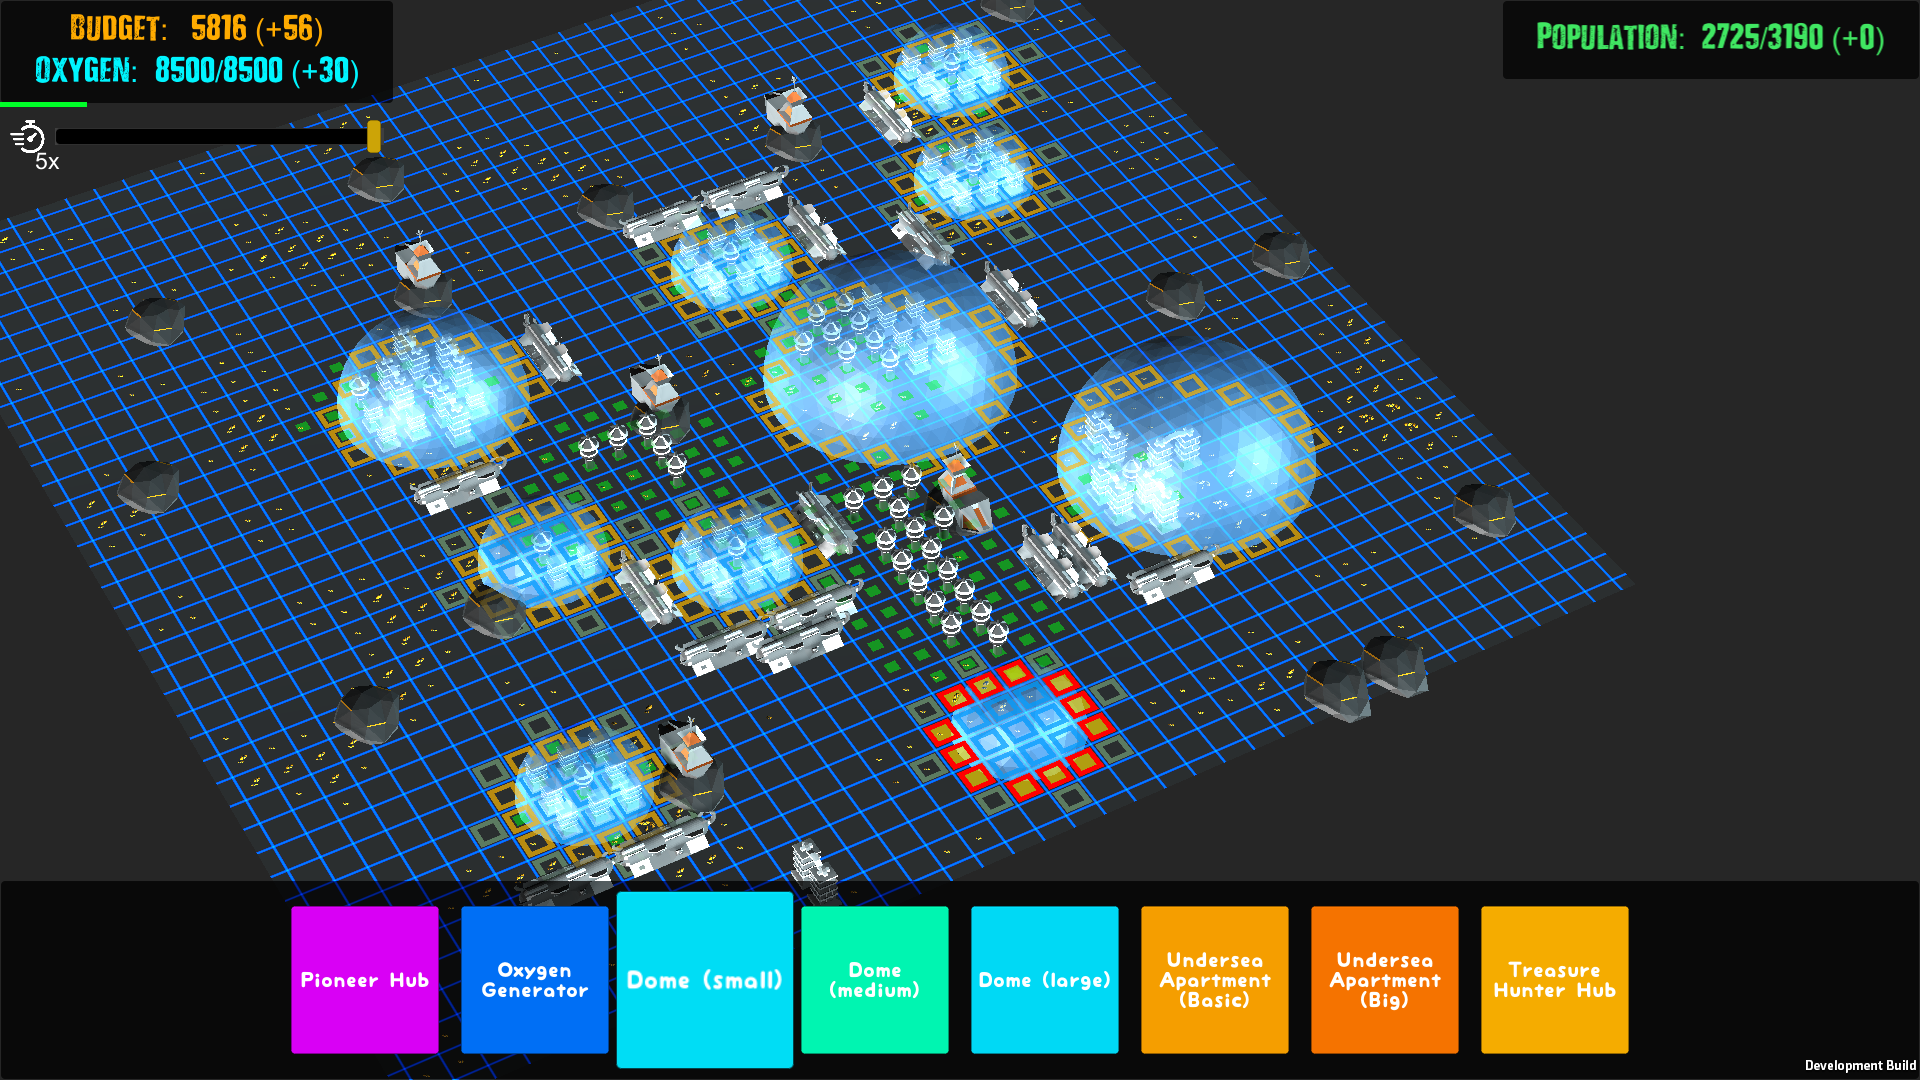 BUDGET: 5816 (+56)
OXYGEN: 8500/8500 (+30)
5x
POPULATION: 2725/3190 (+0)
Pioneer Hub
Oxygen
Generator
Dome (small)
Dome
(medium)
Dome (large)
Undersea
Apartment
(Basic)
Undersea
Apartment
(Big)
Treasure
Hunter Hub
Development Build